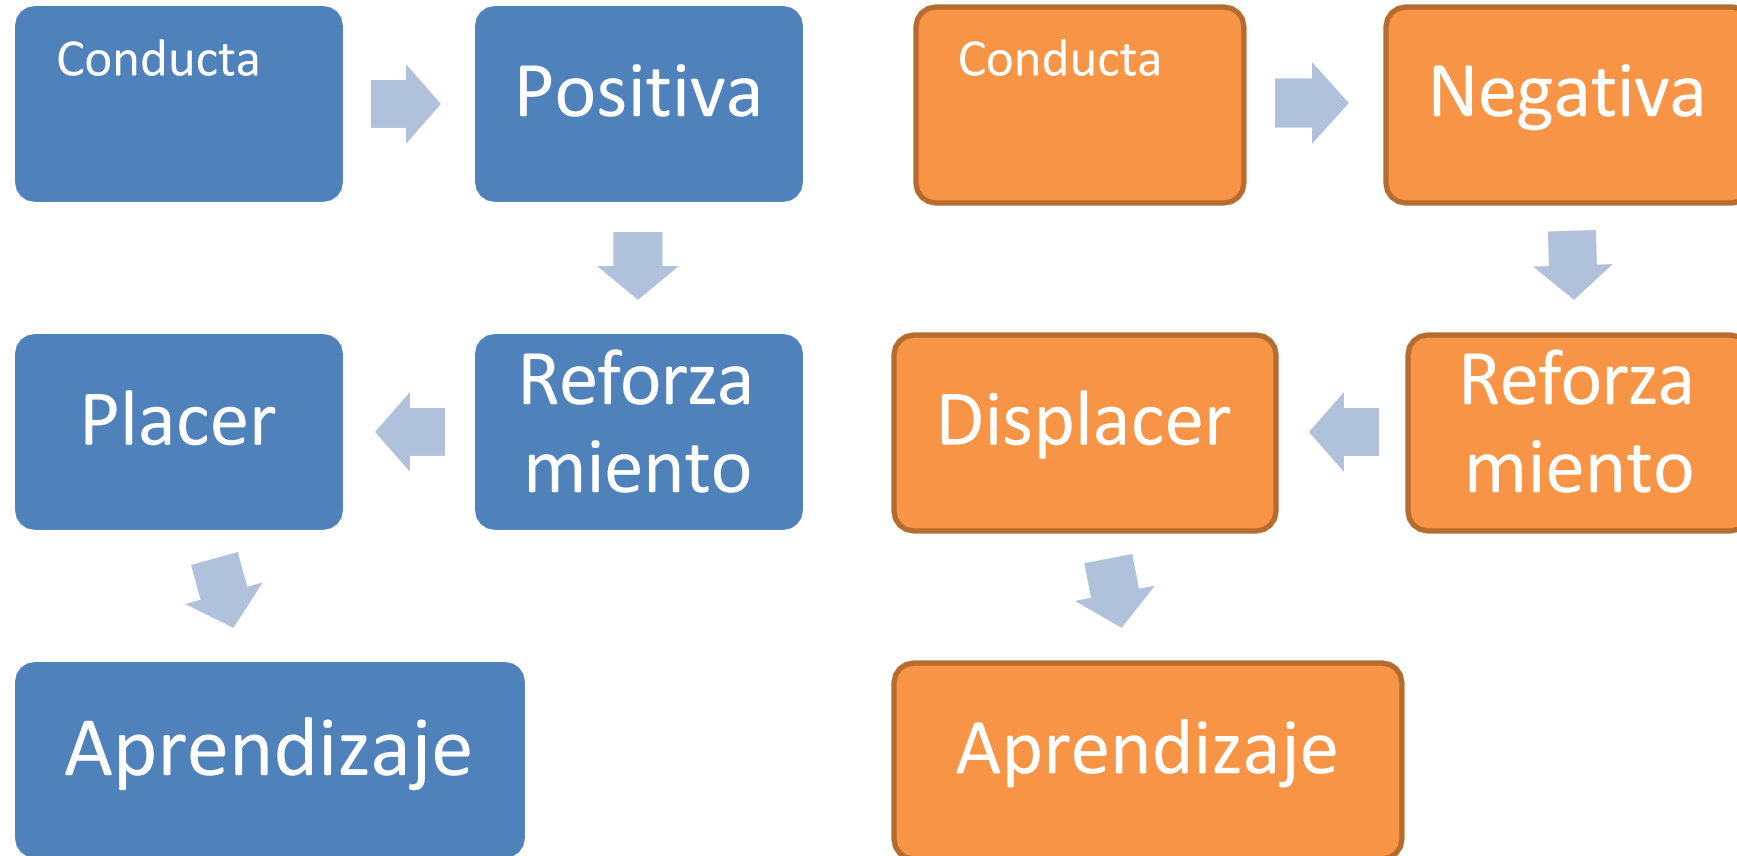 Conducta
Positiva
Reforza
miento
Placer
Aprendizaje
Conducta
Negativa
Reforza
miento
Displacer
Aprendizaje